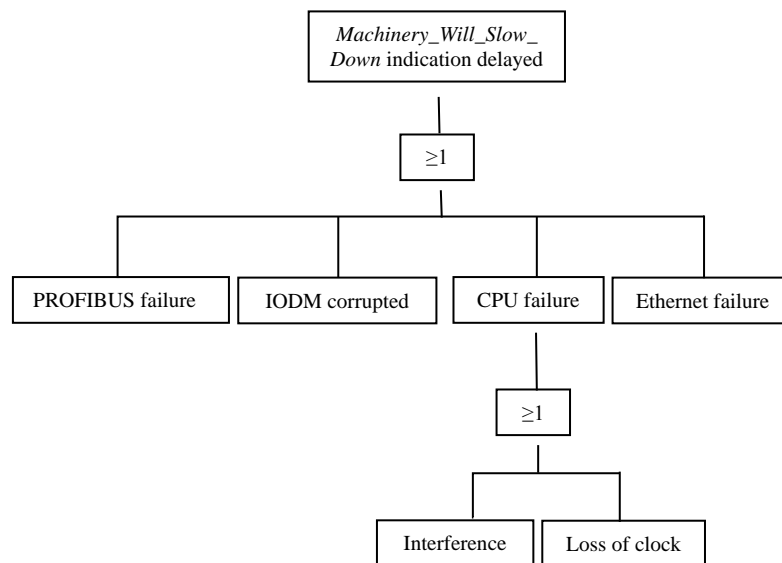 Machinery_Will_Slow_
Down indication delayed
≥1
PROFIBUS failure
IODM corrupted
CPU failure
Ethernet failure
≥1
Interference
Loss of clock